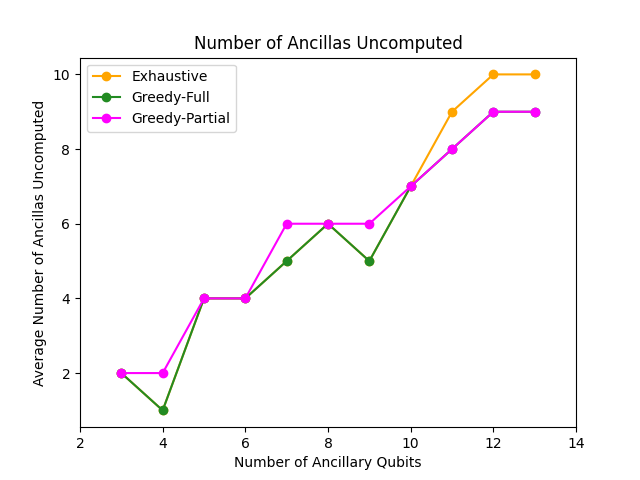 Number of Ancillas Uncomputed
Exhaustive
Greedy-Full
Greedy-Partial
Average Number of Ancillas Uncomputed
10
8
6
4
2
2 4 6 8 10 12 14
Number of Ancillary Qubits